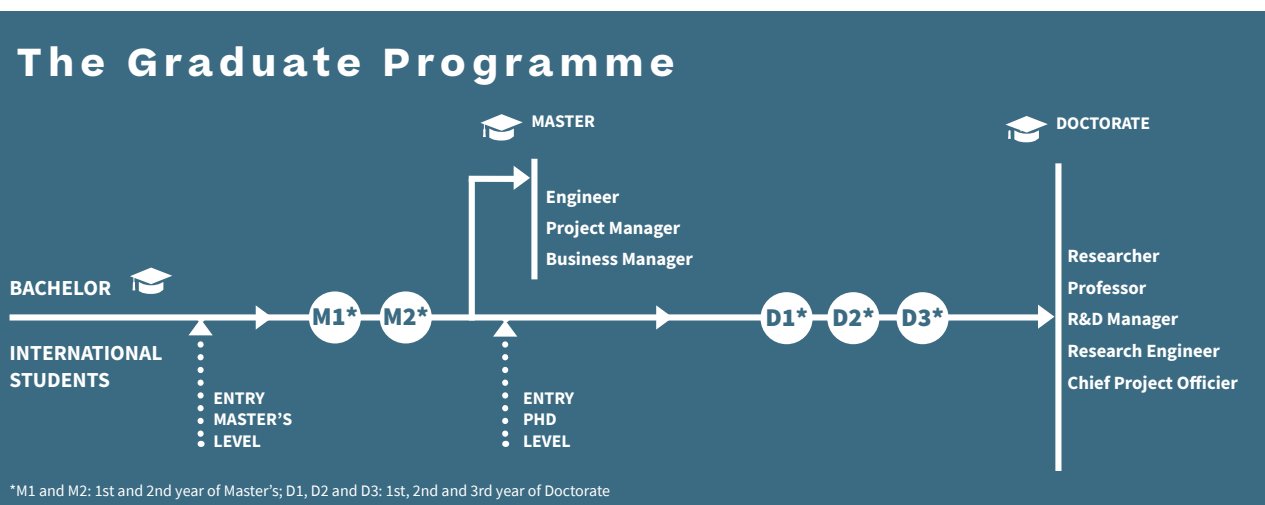 The Graduate Programme
MASTER
DOCTORATE
Engineer
Project Manager
Business Manager
Researcher
Professor
R&D Manager
Research Engineer
Chief Project Officier
BACHELOR
M1* M2* D1* D2* D3*
INTERNATIONAL
STUDENTS
ENTRY
MASTER’S
LEVEL
ENTRY
PHD
LEVEL
*M1 and M2: 1st and 2nd year of Master’s; D1, D2 and D3: 1st, 2nd and 3rd year of Doctorate